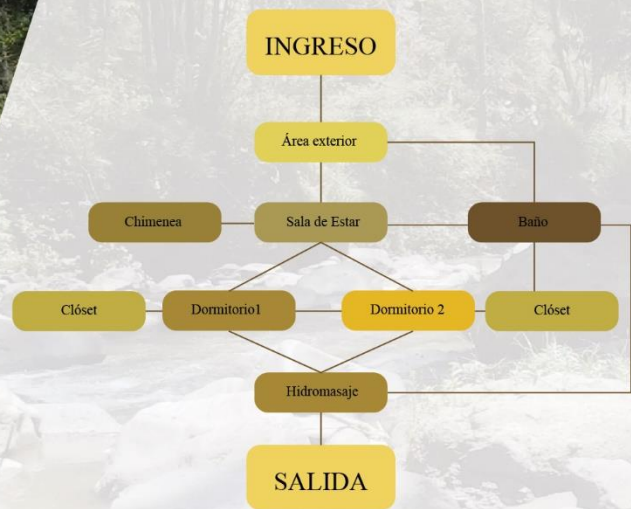 INGRESO
Área exterior
Chimenea
Sala de Estar
Baño
Clóset
Dormitorio1
Dormitorio 2
Clóset
Hidromasaje
SALIDA